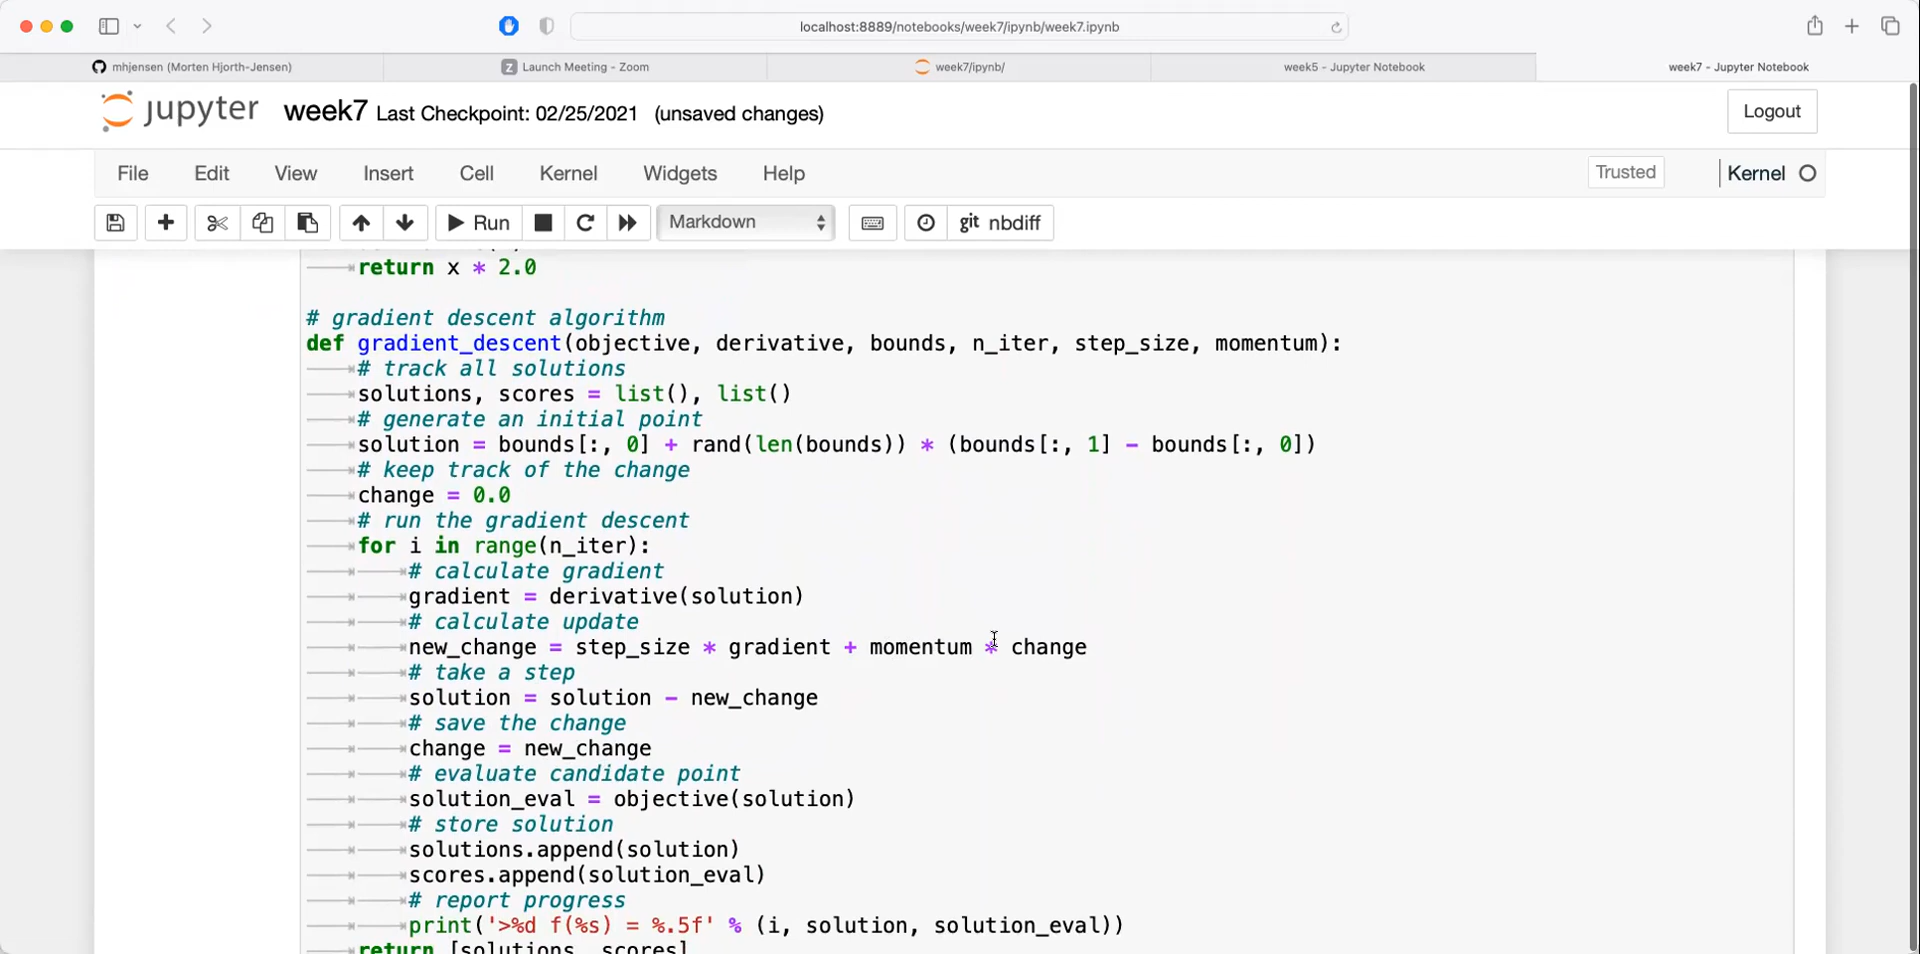 localhost:8889/notebooks/week7/ipynb/week7.ipynb
mhjensen (Morten Hjorth-Jensen)
Z Launch Meeting - Zoom
week7/ipynb/
week5 - Jupyter Notebook
week7 - Jupyter Notebook
jupyter week7 Last Checkpoint: 02/25/2021 (unsaved changes)
Logout
File Edit View Insert Cell Kernel Widgets Help
Trusted
Kernel
Run
Markdown
git nbdiff
return x * 2.0
# gradient descent algorithm
def gradient_descent(objective, derivative, bounds, n_iter, step_size, momentum):
# track all solutions
solutions, scores = list(), list()
# generate an initial point
solution = bounds[:, 0] + rand(len(bounds)) * (bounds[:, 1] - bounds[:, 0])
# keep track of the change
change = 0.0
# run the gradient descent
for i in range(n_iter):
# calculate gradient
gradient = derivative(solution)
# calculate update
new_change = step_size * gradient + momentum * change
# take a step
solution = solution - new_change
# save the change
change = new_change
# evaluate candidate point
solution_eval = objective(solution)
# store solution
solutions.append(solution)
scores.append(solution_eval)
# report progress
print('>%d f(%s) = %.5f' % (i, solution, solution_eval))
return [solutions, scores]